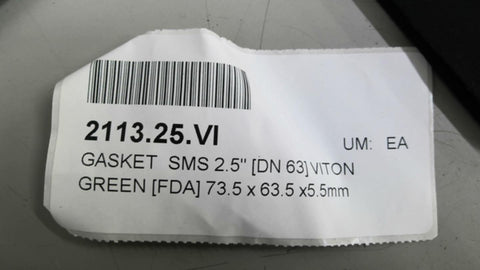 2113.25.VI UM: EA
GASKET SMS 2.5" [DN 63] VITON
GREEN [FDA] 73.5 x 63.5 x5.5mm